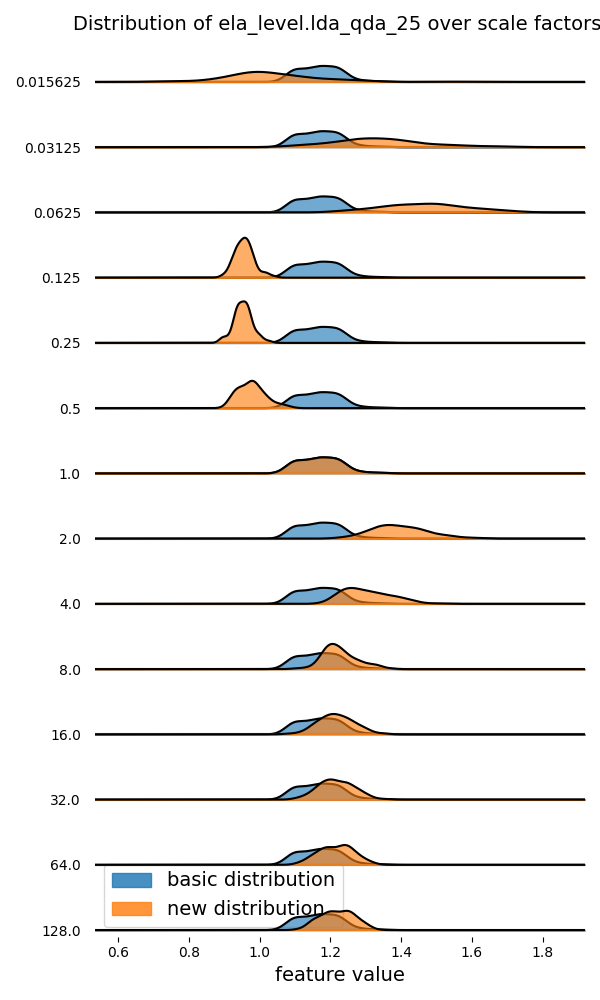 Distribution of ela_level.lda_qda_25 over scale factors
0.015625
0.03125
0.0625
0.125
0.25
0.5
1.0
2.0
4.0
8.0
16.0
32.0
64.0
basic distribution
new distribution
128.0
0.6 0.8 1.0 1.2 1.4 1.6 1.8
feature value